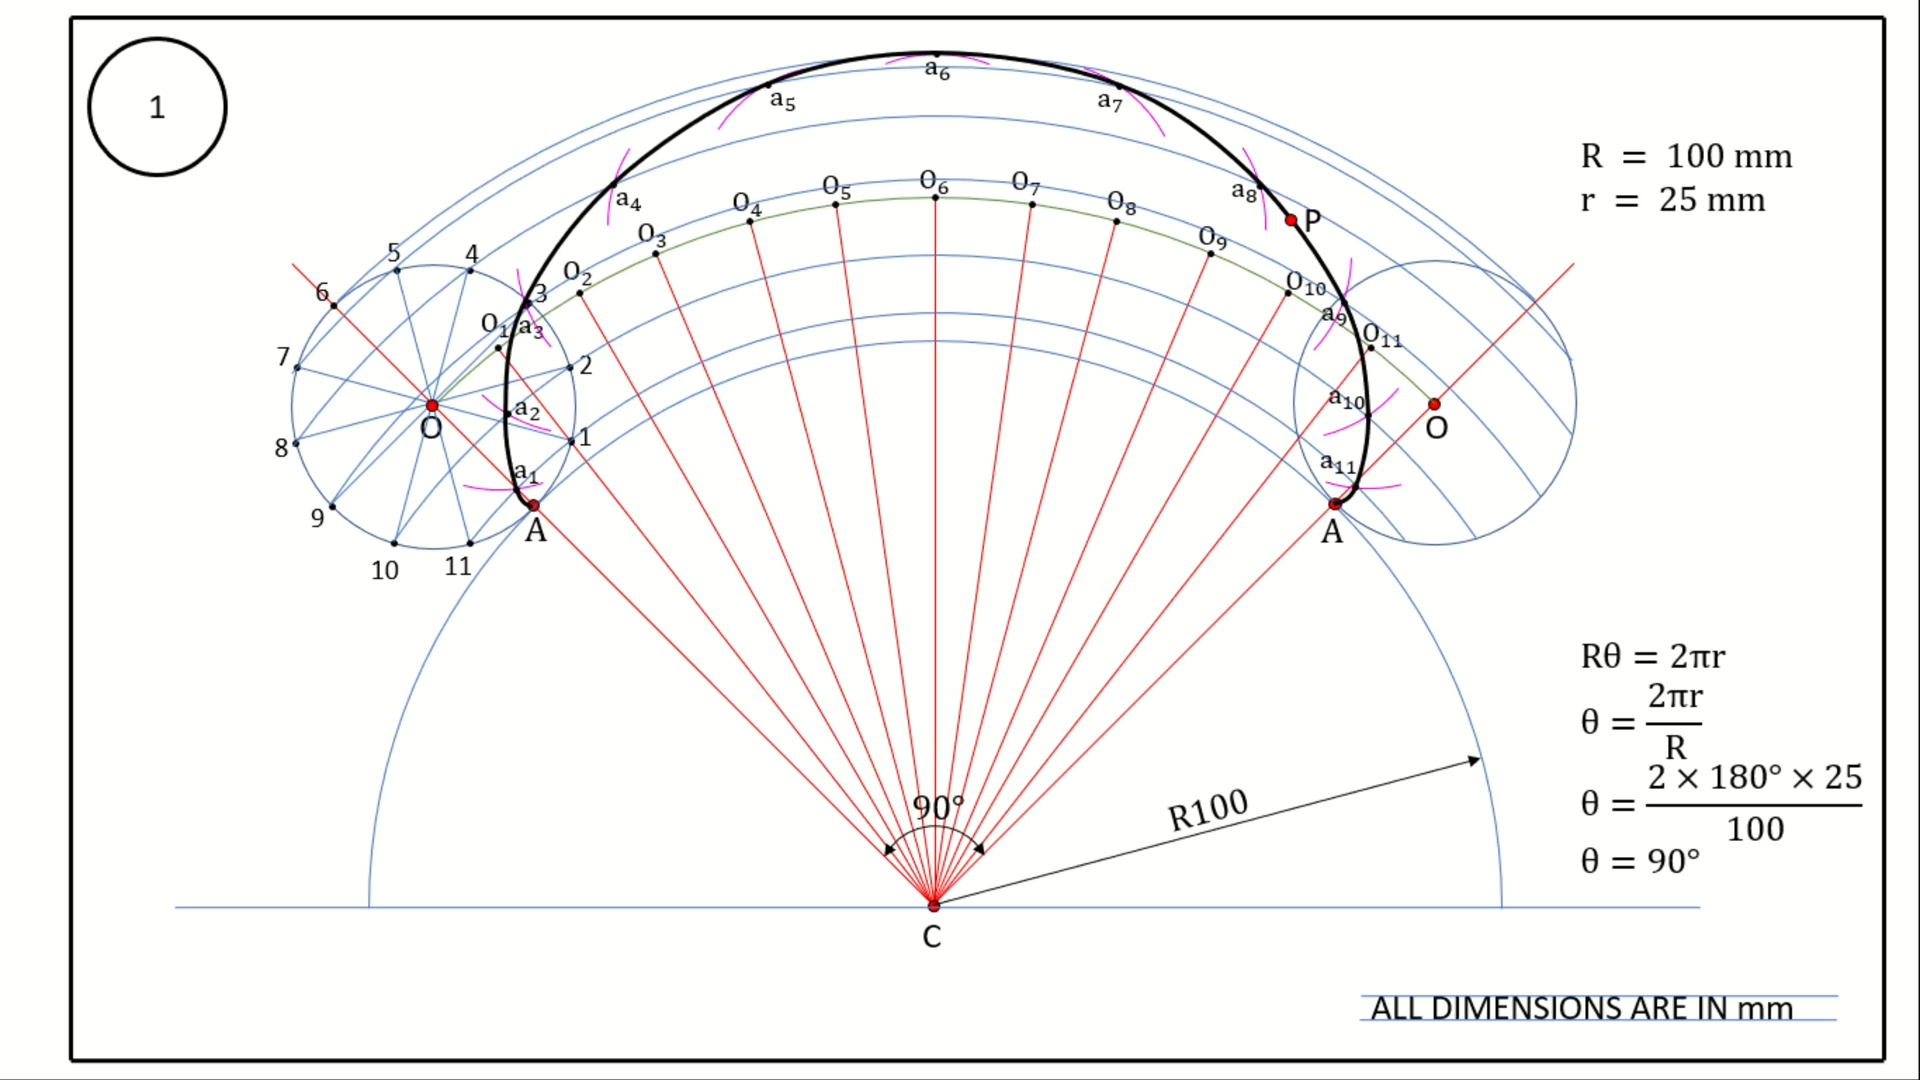 1
a₆
a₅
a₇
R = 100 mm
r = 25 mm
a₄
a₈
O₁
O₂
O₃
O₄
O₅
O₆
O₇
O₈
O₉
O₁₀
O₁₁
P
5
4
6
3
a₃
a₉
7
2
O
a₂
1
a₁₀
O
8
a₁
a₁₁
9
A
A
10
11
Rθ = 2πr
θ = 2πr/R
θ = 2 × 180° × 25/100
θ = 90°
90°
R100
C
ALL DIMENSIONS ARE IN mm